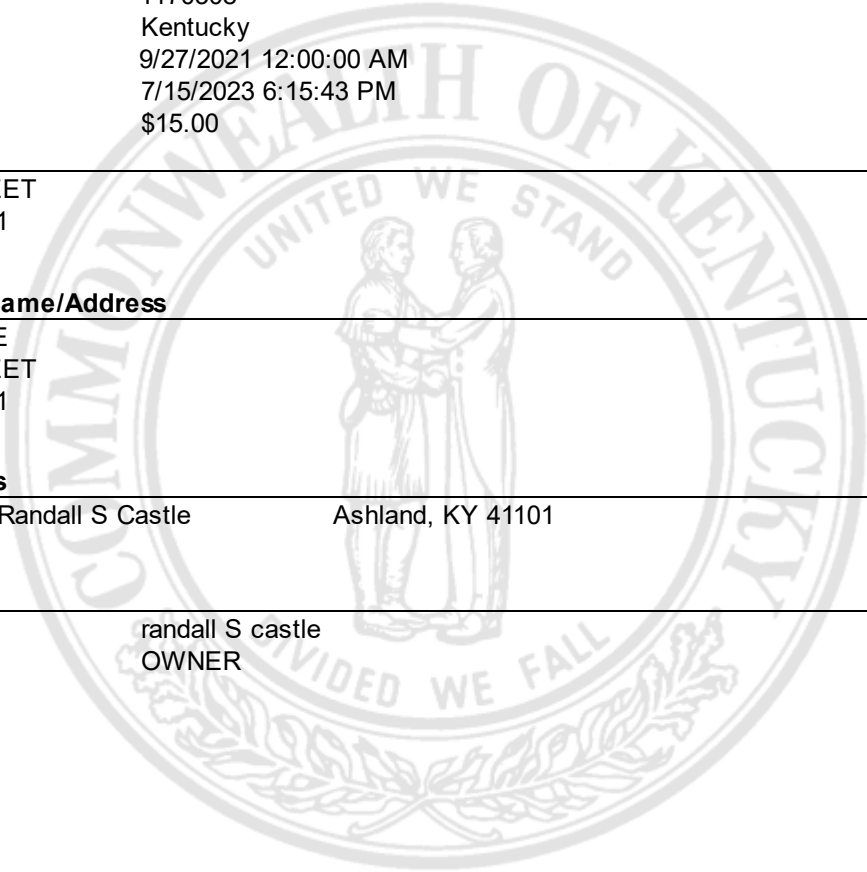 Kentucky
9/27/2021 12:00:00 AM
7/15/2023 6:15:43 PM
$15.00
EET
1
ame/Address
E
EET
1
s
Randall S Castle Ashland, KY 41101
randall S castle
OWNER
COMMONWEALTH OF KENTUCKY
UNITED WE STAND
DIVIDED WE FALL